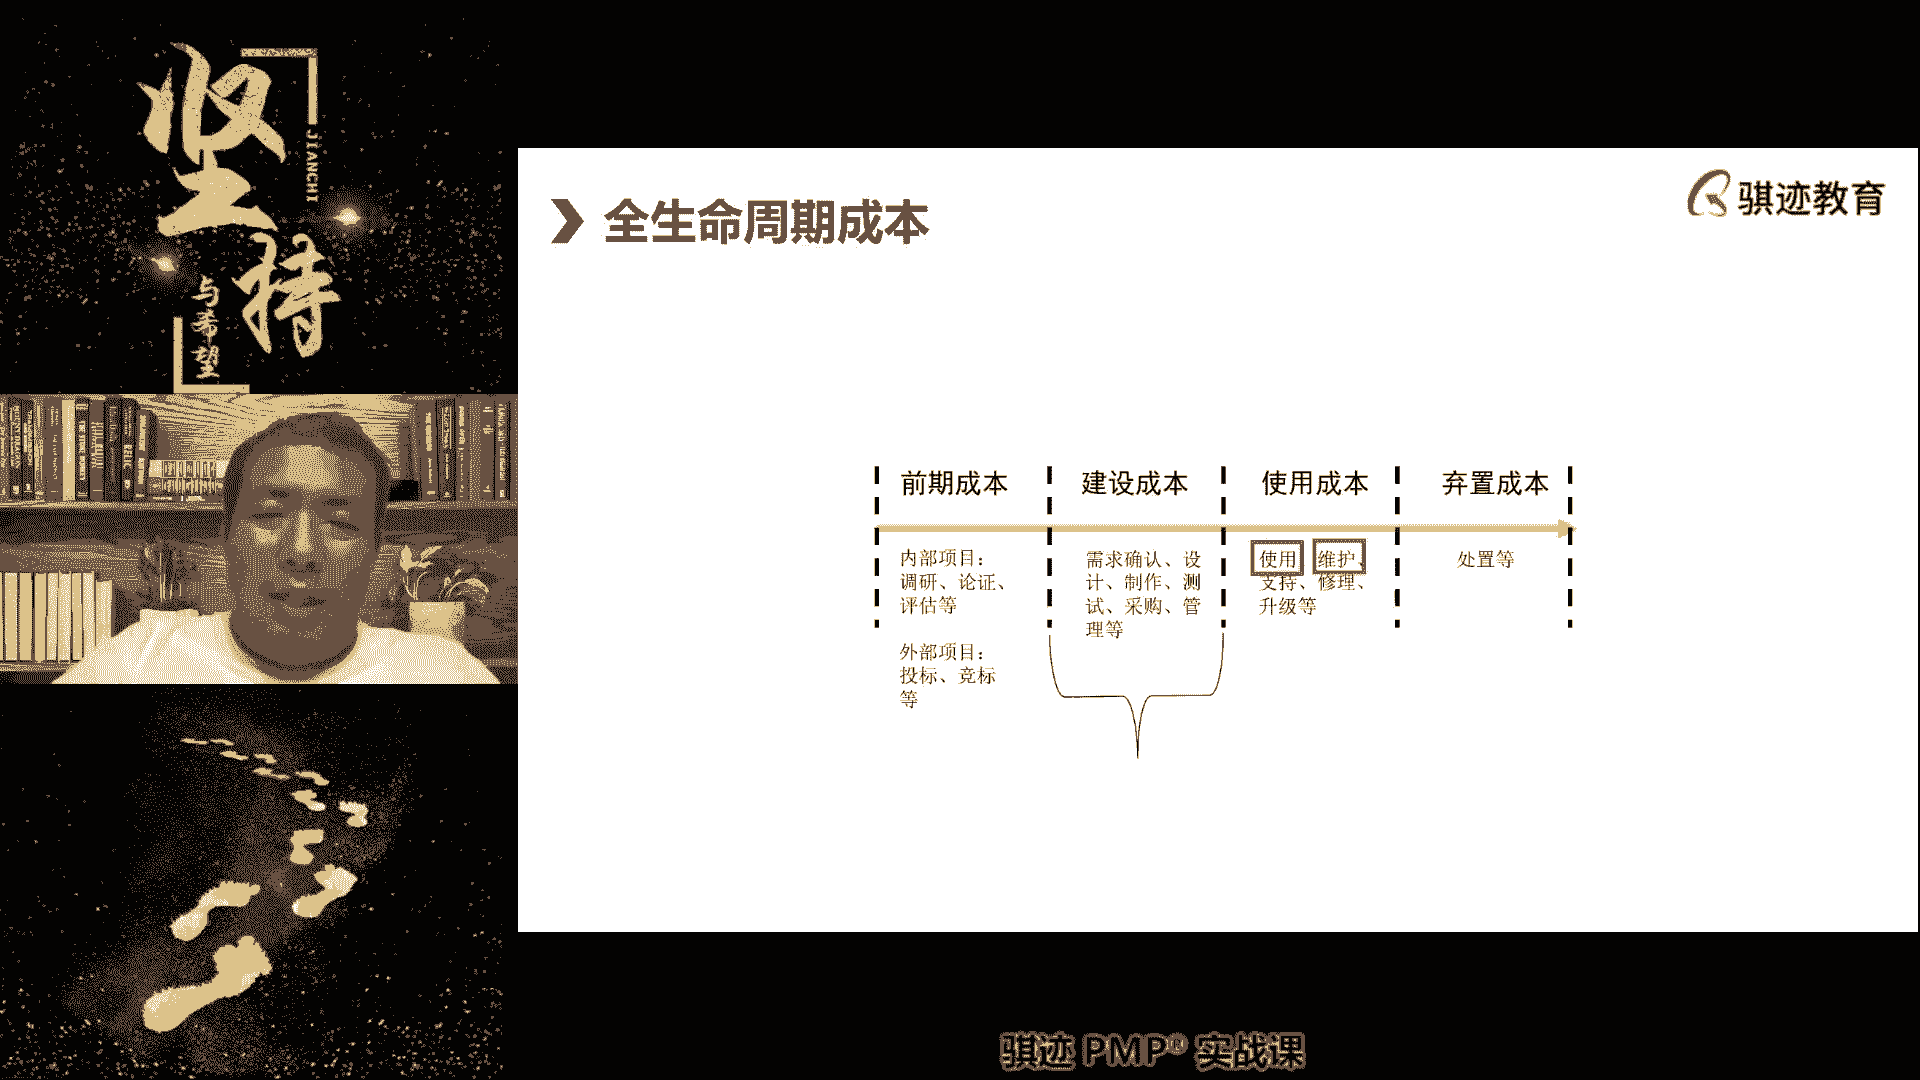 坚持
JIANCHI
与希望
全生命周期成本
骐迹教育
前期成本
建设成本
使用成本
弃置成本
内部项目：
调研、论证、
评估等
外部项目：
投标、竞标
等
需求确认、设
计、制作、测
试、采购、管
理等
使用 维护、
支持、修理、
升级等
处置等
骐迹 PMP® 实战课